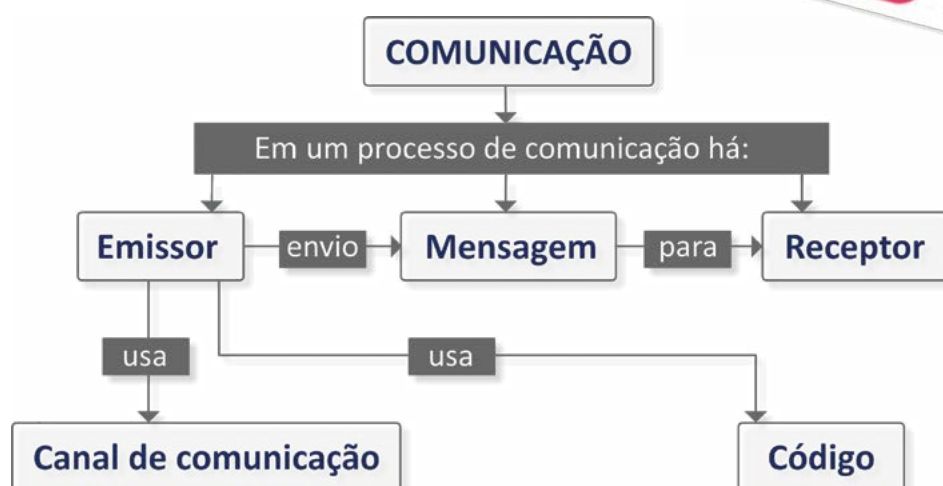 COMUNICAÇÃO
Em um processo de comunicação há:
Emissor
envio
Mensagem
para
Receptor
usa
usa
Canal de comunicação
Código